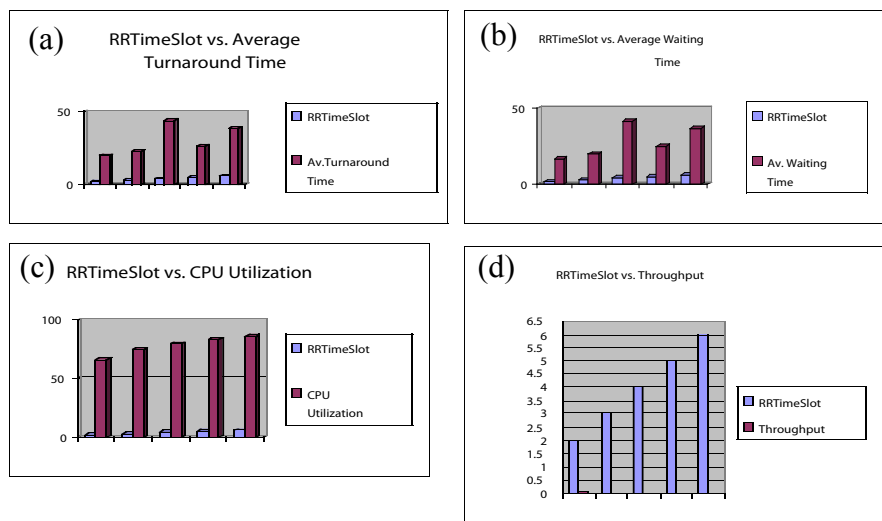 (a)
RRTimeSlot vs. Average
Turnaround Time
50
0
RRTimeSlot
Av.Turnaround
Time
(b)
RRTimeSlot vs. Average Waiting
Time
50
0
RRTimeSlot
Av. Waiting
Time
(c)
RRTimeSlot vs. CPU Utilization
100
50
0
RRTimeSlot
CPU
Utilization
(d)
RRTimeSlot vs. Throughput
6.5
6
5.5
5
4.5
4
3.5
3
2.5
2
1.5
1
0.5
0
RRTimeSlot
Throughput